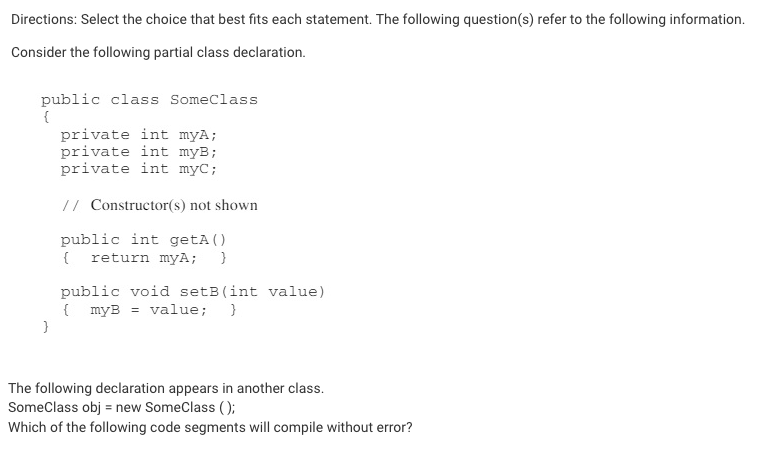 Directions: Select the choice that best fits each statement. The following question(s) refer to the following information.
Consider the following partial class declaration.
public class SomeClass
{
private int myA;
private int myB;
private int myC;
// Constructor(s) not shown
public int getA()
{ return myA; }
public void setB(int value)
{ myB = value; }
}
The following declaration appears in another class.
SomeClass obj = new SomeClass ( );
Which of the following code segments will compile without error?